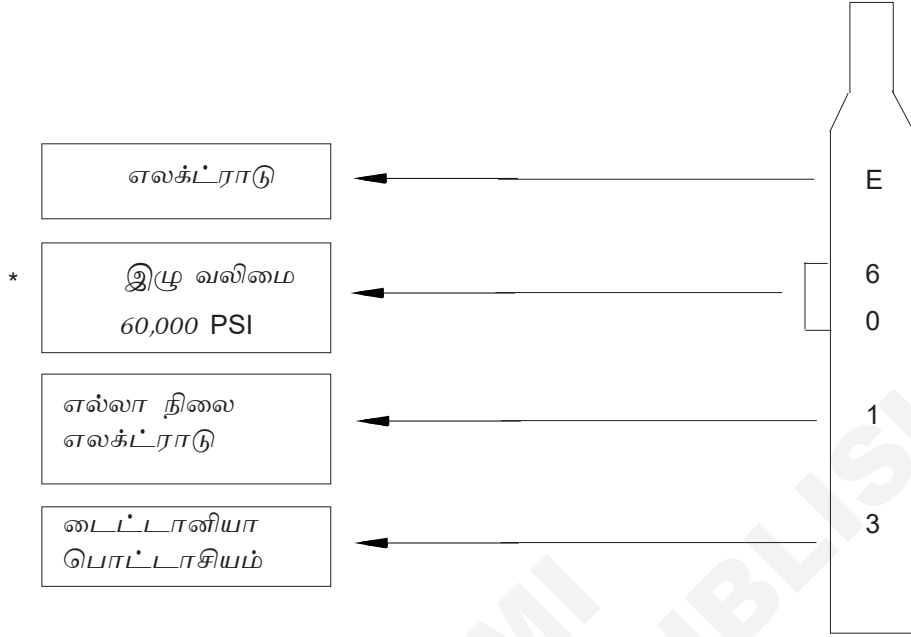 எலக்ட்ராடு
E
* இழு வலிமை
60,000 PSI
6
0
எல்லா நிலை
எலக்ட்ராடு
1
டைட்டானியா
பொட்டாசியம்
3